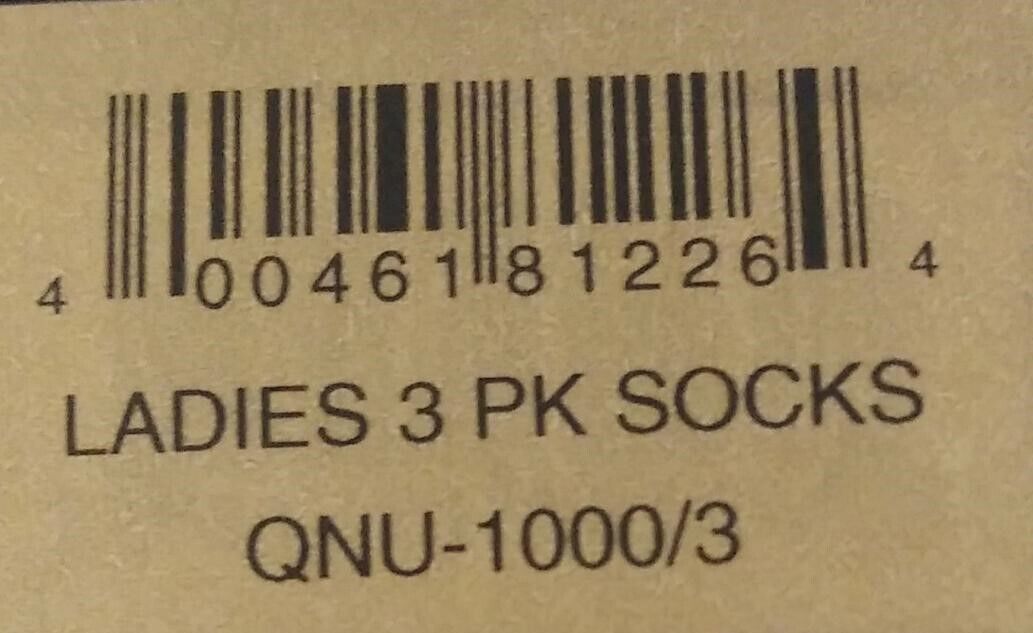 4 00461 81226 4
LADIES 3 PK SOCKS
QNU-1000/3